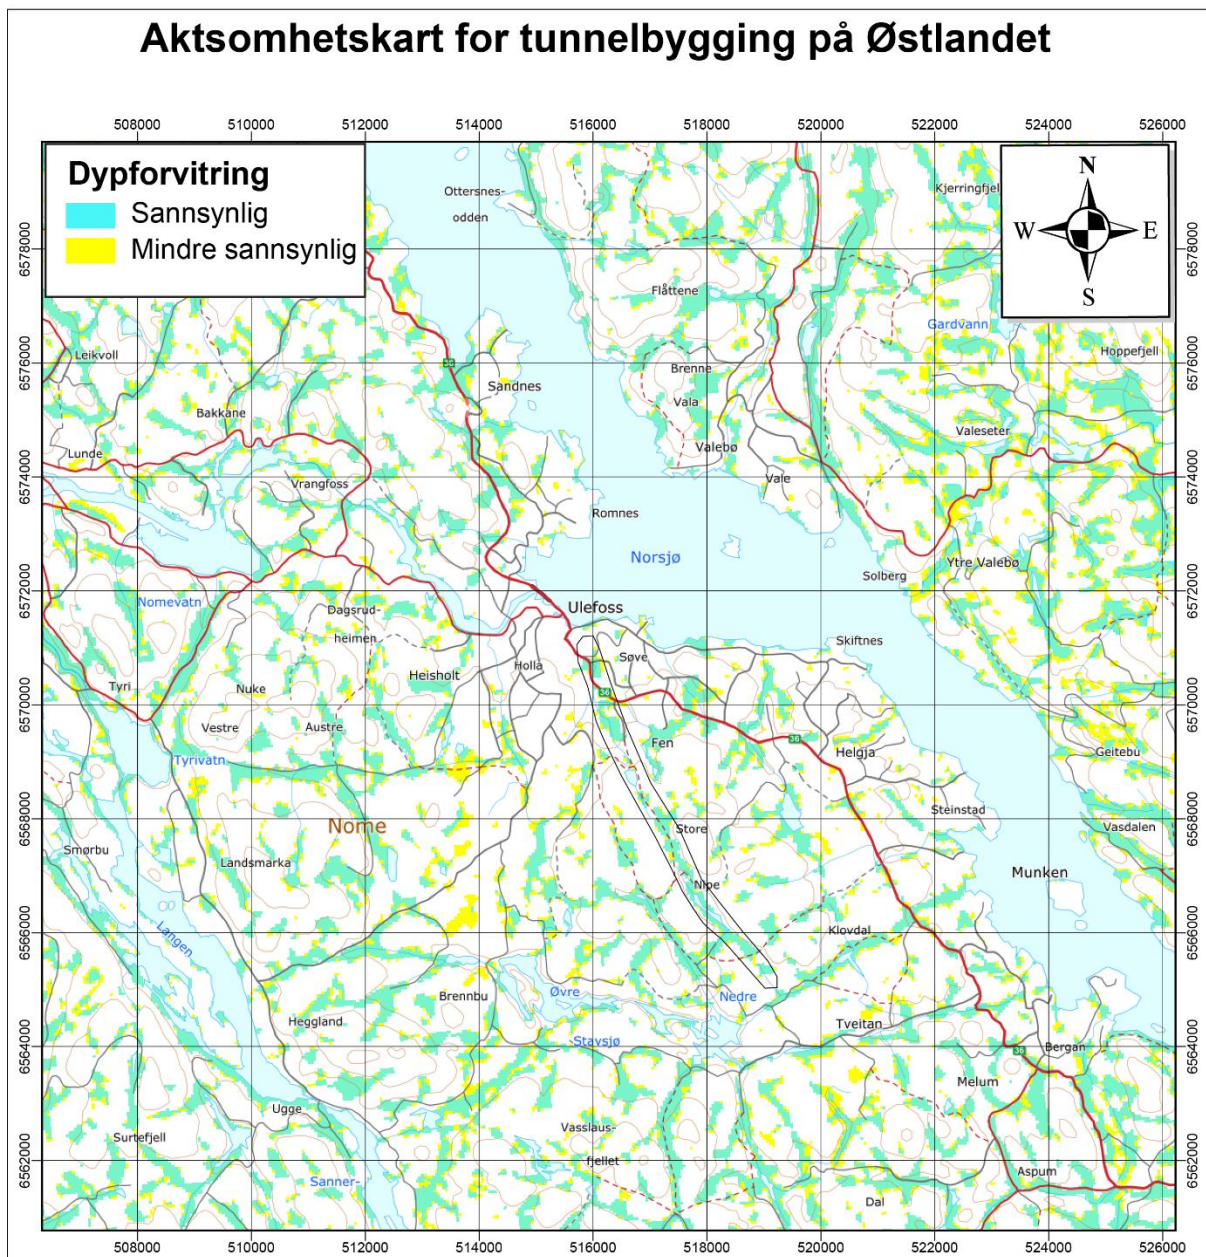 Aktsomhetskart for tunnelbygging på Østlandet
508000 510000 512000 514000 516000 518000 520000 522000 524000 526000
Dypforvitring
Sannsynlig
Mindre sannsynlig
N
W E
S
Ottersnes-
odden
Kjerringfjel
6578000 6578000
Flåttene
Gardvann
Leikvoll
Hoppefjell
6576000 6576000
36
Brenne
Sandnes
Vala
Bakkane
Valeseter
Valebø
Lunde
6574000 6574000
Vale
Vrangfoss
Romnes
Norsjø
Ytre Valebø
Solberg
6572000 6572000
Nomevatn
Dagsrud-
heimen
Ulefoss
Skiftnes
Søve
Holla
Heisholt
Tyri
Nuke
36
6570000 6570000
Vestre
Austre
Fen
36
Helgja
Geitebu
Tyrivatn
Steinstad
6568000 6568000
Nome
Store
Vasdalen
Smørbu
Landsmarka
Munken
Nipe
6566000 6566000
Langen
Klovdal
Øvre
Nedre
Brennbu
Heggland
Tveitan
Stavsjø
6564000 6564000
36
Bergan
Melum
Ugge
Vasslaus-
fjellet
Surtefjell
6562000 6562000
Sanner-
Aspum
Dal
508000 510000 512000 514000 516000 518000 520000 522000 524000 526000